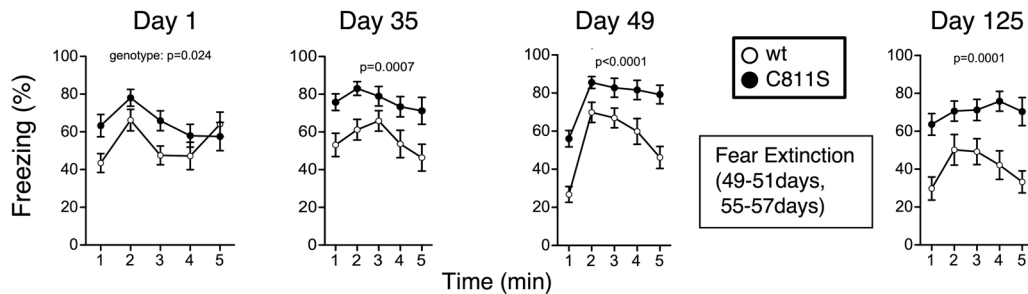 Day 1
Day 35
Day 49
Day 125
genotype: p=0.024
p=0.0007
p<0.0001
p=0.0001
wt
C811S
Fear Extinction
(49-51days,
55-57days)
Freezing (%)
100
80
60
40
20
0
1 2 3 4 5
100
80
60
40
20
0
1 2 3 4 5
100
80
60
40
20
0
1 2 3 4 5
100
80
60
40
20
0
1 2 3 4 5
Time (min)